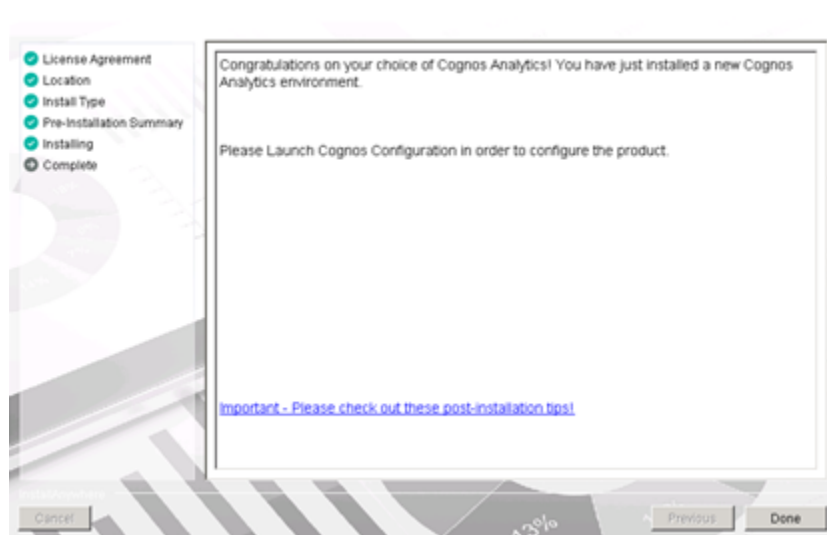 License Agreement
Location
Install Type
Pre-Installation Summary
Installing
Complete
Congratulations on your choice of Cognos Analytics! You have just installed a new Cognos
Analytics environment.
Please Launch Cognos Configuration in order to configure the product.
Important - Please check out these post-installation tips!
InstallAnywhere
Cancel
13%
Previous
Done